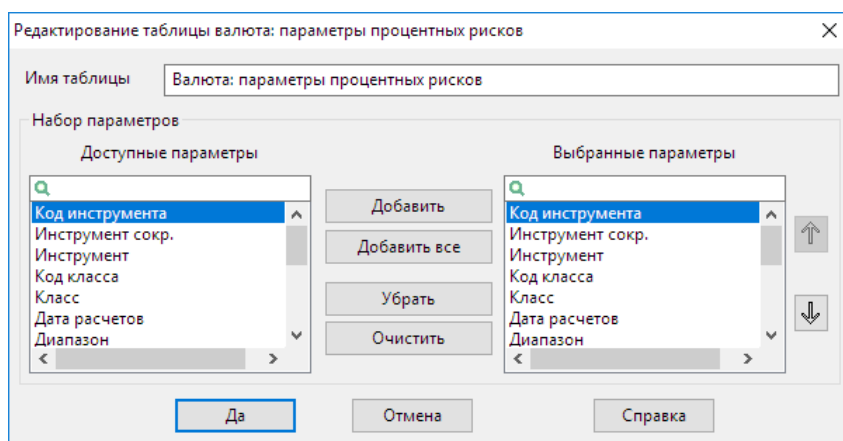 Редактирование таблицы валюта: параметры процентных рисков
Имя таблицы
Валюта: параметры процентных рисков
Набор параметров
Доступные параметры
Код инструмента
Инструмент сокр.
Инструмент
Код класса
Класс
Дата расчетов
Диапазон
Добавить
Добавить все
Убрать
Очистить
Выбранные параметры
Код инструмента
Инструмент сокр.
Инструмент
Код класса
Класс
Дата расчетов
Диапазон
Да
Отмена
Справка